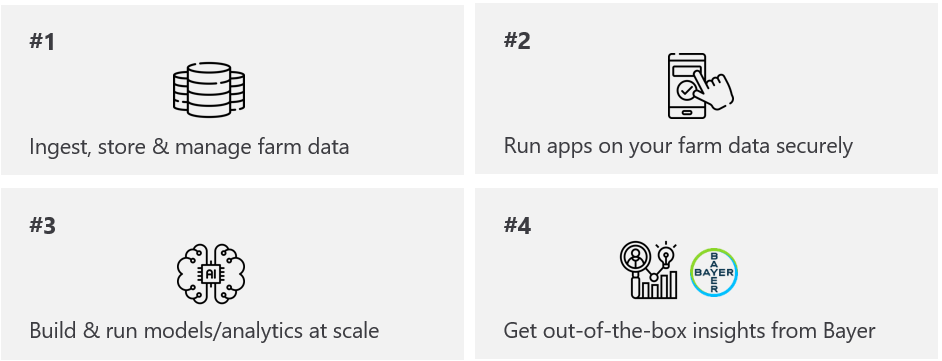 #1
Ingest, store & manage farm data
#2
Run apps on your farm data securely
#3
AI
Build & run models/analytics at scale
#4
BAYER
BAYER
Get out-of-the-box insights from Bayer